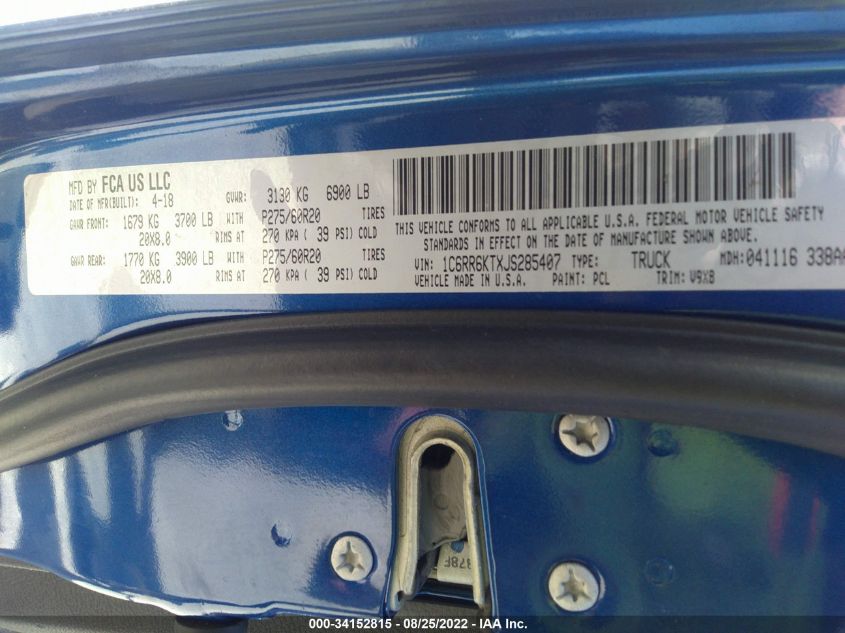 MFD BY FCA US LLC
DATE OF MFR(BUILT): 4-18 GVWR: 3130 KG 6900 LB
GAWR FRONT: 1679 KG 3700 LB WITH P275/60R20 TIRES
20X8.0 RIMS AT 270 KPA ( 39 PSI) COLD
GAWR REAR: 1770 KG 3900 LB WITH P275/60R20 TIRES
20X8.0 RIMS AT 270 KPA ( 39 PSI) COLD
THIS VEHICLE CONFORMS TO ALL APPLICABLE U.S.A. FEDERAL MOTOR VEHICLE SAFETY
STANDARDS IN EFFECT ON THE DATE OF MANUFACTURE SHOWN ABOVE.
VIN: 1C6RR6KTXJS285407 TYPE: TRUCK MDH: 041116 338A
VEHICLE MADE IN U.S.A. PAINT: PCL TRIM: V9X8
378F
000-34152815 - 08/25/2022 - IAA Inc.